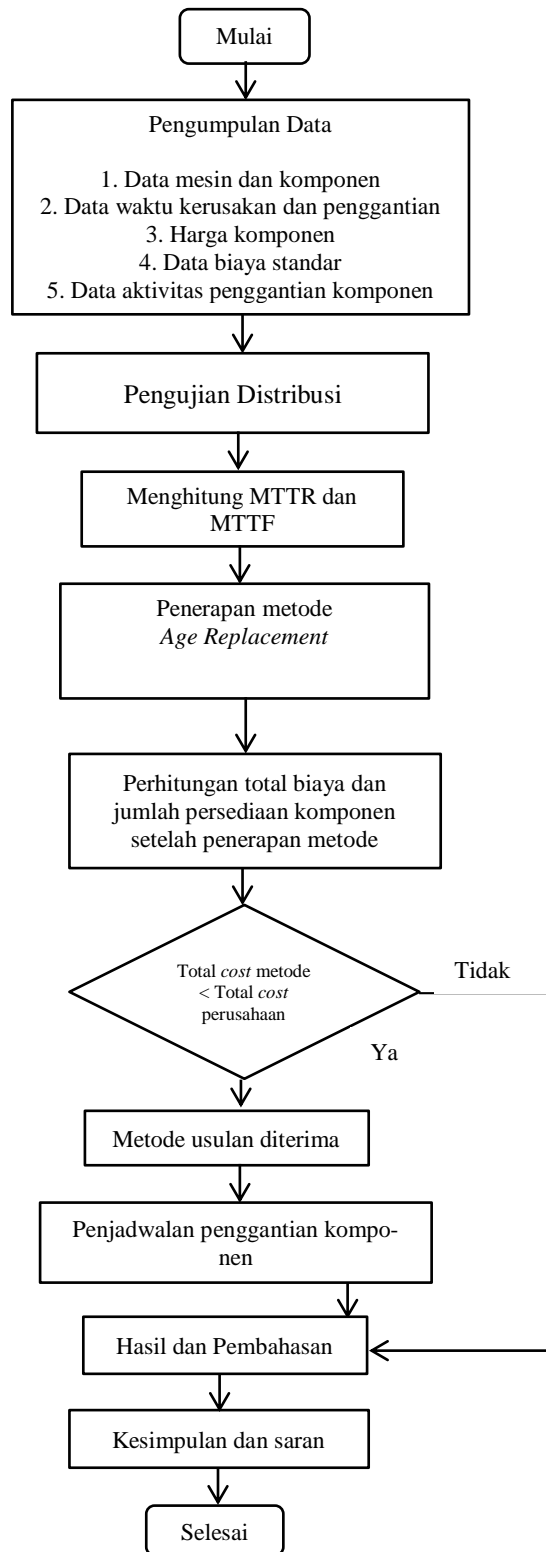 Mulai
Pengumpulan Data
1. Data mesin dan komponen
2. Data waktu kerusakan dan penggantian
3. Harga komponen
4. Data biaya standar
5. Data aktivitas penggantian komponen
Pengujian Distribusi
Menghitung MTTR dan
MTTF
Penerapan metode
Age Replacement
Perhitungan total biaya dan
jumlah persediaan komponen
setelah penerapan metode
Total cost metode
< Total cost
perusahaan
Tidak
Ya
Metode usulan diterima
Penjadwalan penggantian kompo-
nen
Hasil dan Pembahasan
Kesimpulan dan saran
Selesai